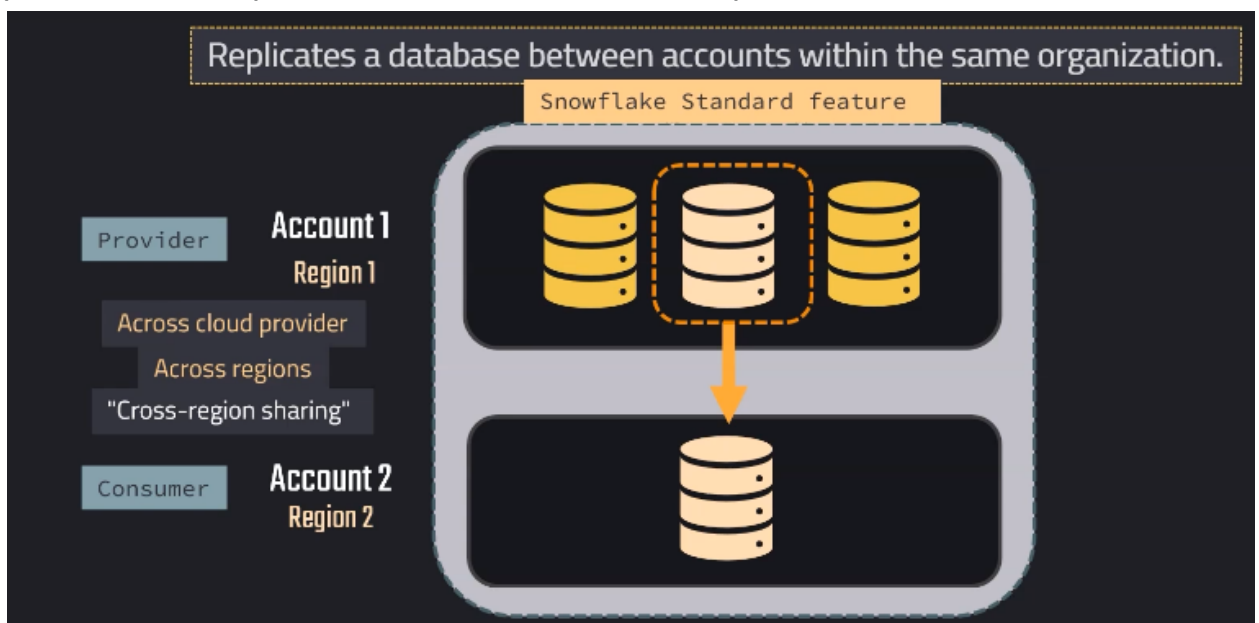 Replicates a database between accounts within the same organization.
Snowflake Standard feature
Provider
Account 1
Region 1
Across cloud provider
Across regions
"Cross-region sharing"
Consumer
Account 2
Region 2